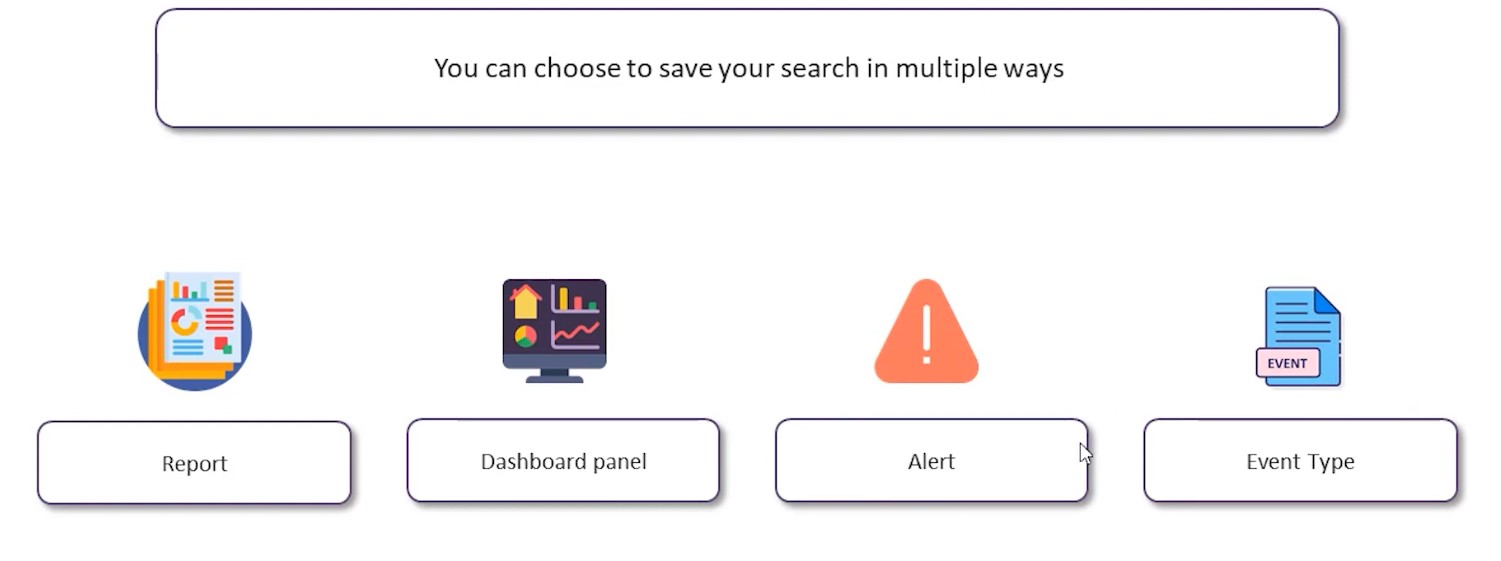 You can choose to save your search in multiple ways
EVENT
Report
Dashboard panel
Alert
Event Type